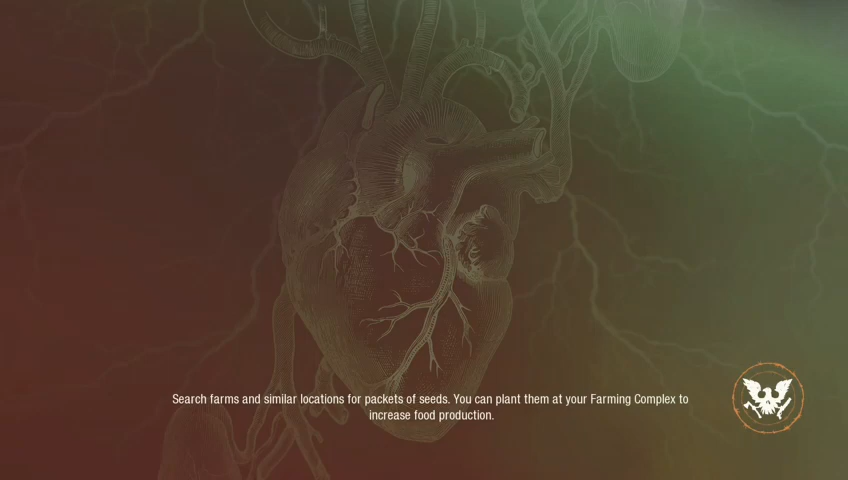 Search farms and similar locations for packets of seeds. You can plant them at your Farming Complex to
increase food production.